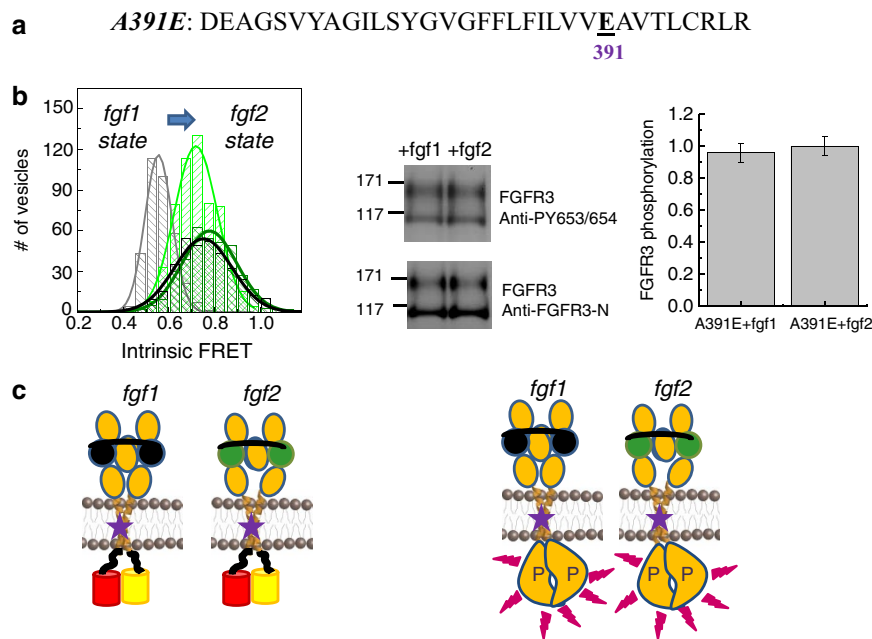 a
A391E: DEAGSVYAGILSYGVGFFLFILVVEAVTLCRLR
391
b
fgf1 state
fgf2 state
# of vesicles
150
120
90
60
30
0
0.2 0.4 0.6 0.8 1.0
Intrinsic FRET
+fgf1 +fgf2
171
117
FGFR3
Anti-PY653/654
171
117
FGFR3
Anti-FGFR3-N
FGFR3 phosphorylation
1.2
1.0
0.8
0.6
0.4
0.2
0.0
A391E+fgf1 A391E+fgf2
c
fgf1 fgf2
fgf1 fgf2
P P
P P